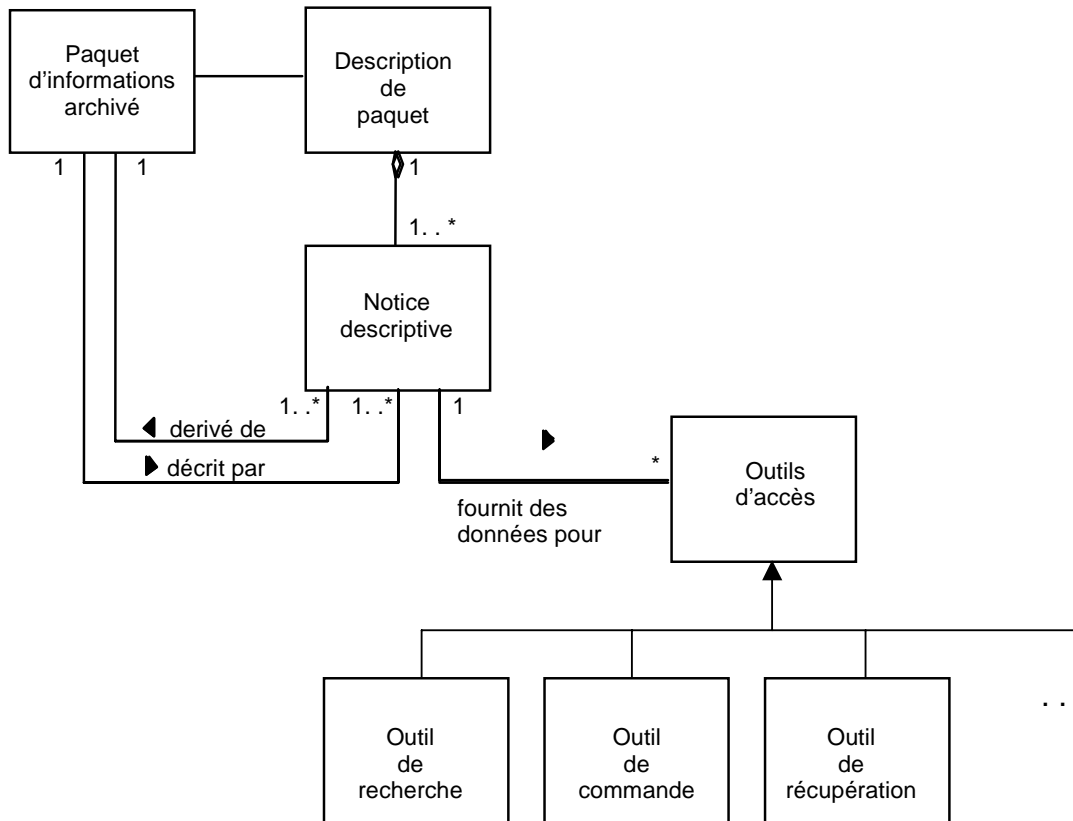 Paquet
d'informations
archivé
Description
de
paquet
1
1
1
1. . *
Notice
descriptive
1. .*
1. .*
1
derivé de
décrit par
*
fournit des
données pour
Outils
d'accès
Outil
de
recherche
Outil
de
commande
Outil
de
récupération
. .